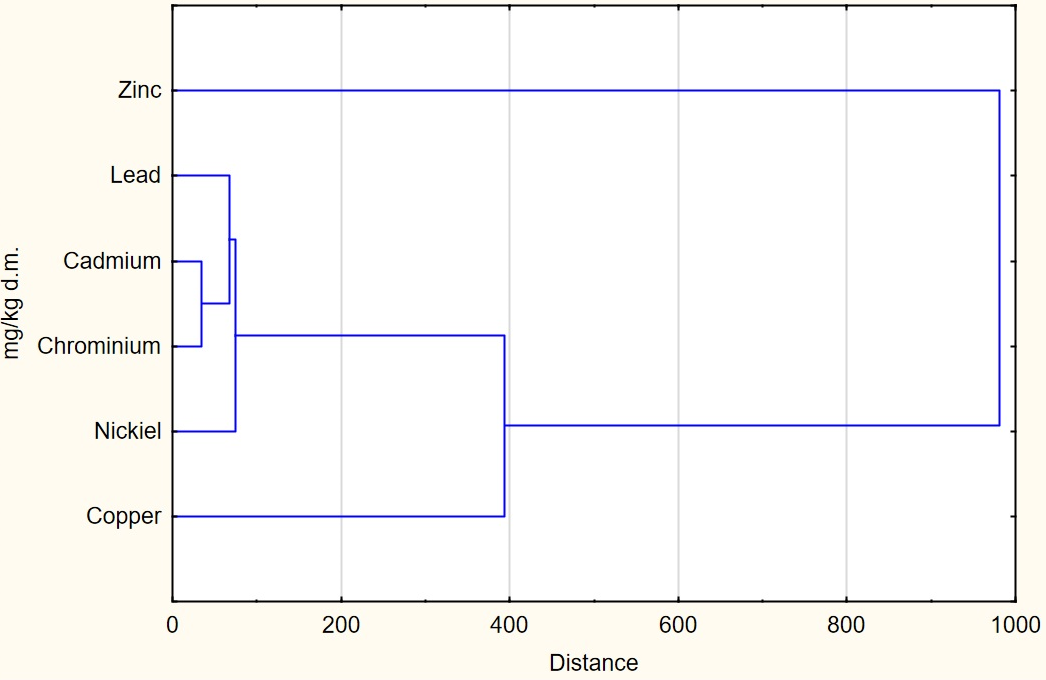 Zinc
Lead
Cadmium
Chrominium
Nickiel
Copper
mg/kg d.m.
0 200 400 600 800 1000
Distance